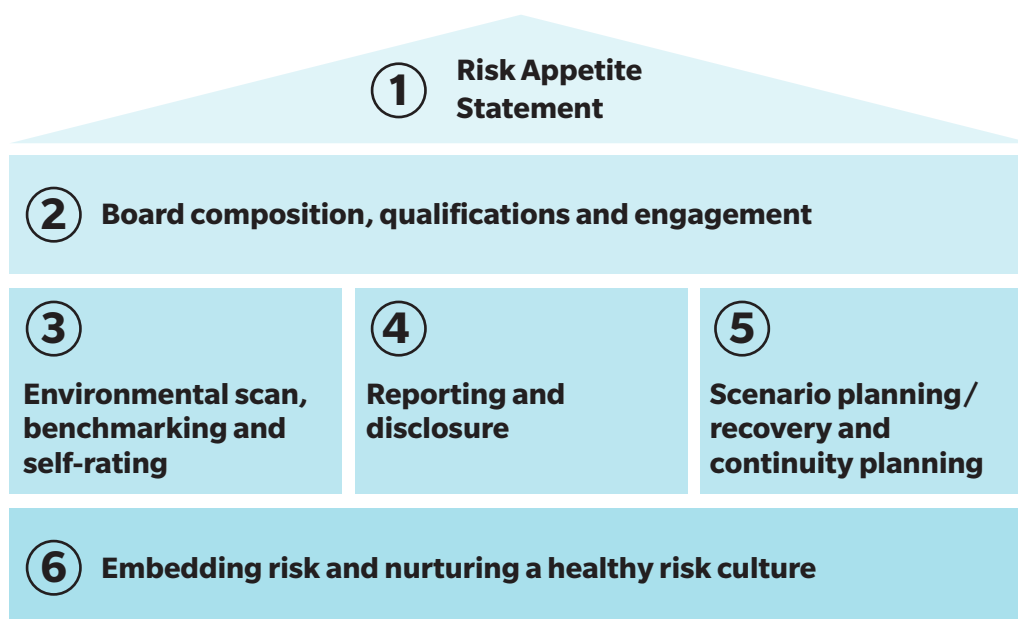 1
Risk Appetite
Statement
2 Board composition, qualifications and engagement
3
Environmental scan,
benchmarking and
self-rating
4
Reporting and
disclosure
5
Scenario planning/
recovery and
continuity planning
6 Embedding risk and nurturing a healthy risk culture